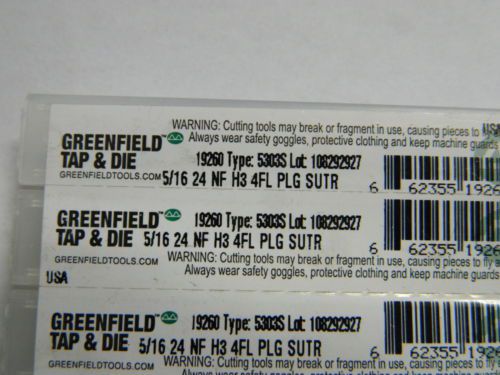 WARNING: Cutting tools may break or fragment in use, causing pieces to
Always wear safety goggles, protective clothing and keep machine guards
USA
GREENFIELD™
TAP & DIE
GREENFIELDTOOLS.COM
19260 Type: 5303S Lot: 108292927
5/16 24 NF H3 4FL PLG SUTR
6 62355 19126
GREENFIELD™
TAP & DIE
GREENFIELDTOOLS.COM
USA
19260 Type: 5303S Lot: 108292927
5/16 24 NF H3 4FL PLG SUTR
6 62355 1926
WARNING: Cutting tools may break or fragment in use, causing pieces to fly a
Always wear safety goggles, protective clothing and keep machine guards
GREENFIELD™
TAP & DIE
GREENFIELDTOOLS.COM
19260 Type: 5303S Lot: 108292927
5/16 24 NF H3 4FL PLG SUTR
6 62355 1926
WARNING: Cutting tools may break or fragment in use, causing pieces